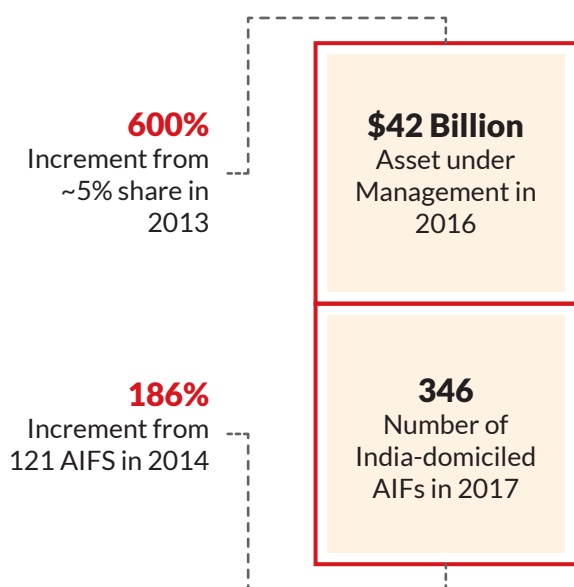 600%
Increment from
~5% share in
2013
$42 Billion
Asset under
Management in
2016
186%
Increment from
121 AIFS in 2014
346
Number of
India-domiciled
AIFs in 2017